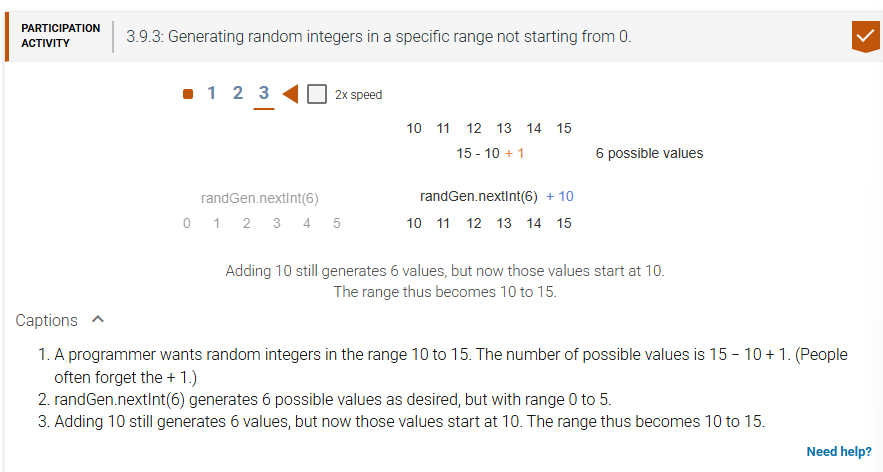 PARTICIPATION
ACTIVITY
3.9.3: Generating random integers in a specific range not starting from 0.
1 2 3 2x speed
10 11 12 13 14 15
15 - 10 + 1 6 possible values
randGen.nextInt(6) randGen.nextInt(6) + 10
0 1 2 3 4 5 10 11 12 13 14 15
Adding 10 still generates 6 values, but now those values start at 10.
The range thus becomes 10 to 15.
Captions
1. A programmer wants random integers in the range 10 to 15. The number of possible values is 15 − 10 + 1. (People
often forget the + 1.)
2. randGen.nextInt(6) generates 6 possible values as desired, but with range 0 to 5.
3. Adding 10 still generates 6 values, but now those values start at 10. The range thus becomes 10 to 15.
Need help?